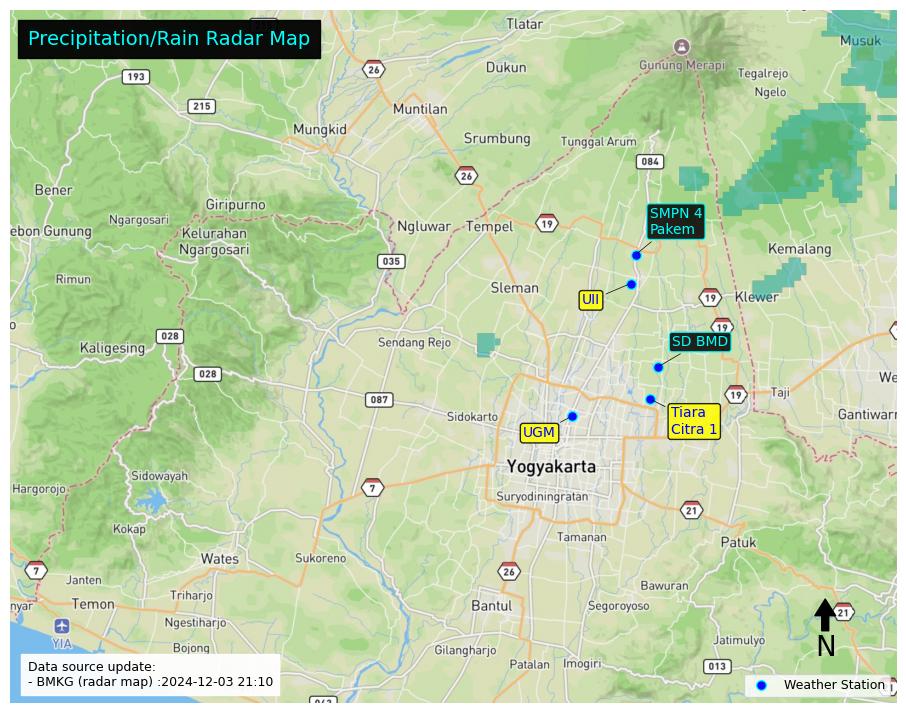 Precipitation/Rain Radar Map
Tlatar
Musuk
193
26
Dukun
Gunung Merapi
Tegalrejo
Ngelo
215
Muntilan
Mungkid
Srumbung
Tunggal Arum
084
26
Bener
Giripurno
Ngargosari
SMPN 4
Pakem
ebon Gunung
Kelurahan
Ngargosari
Ngluwar
Tempel
19
Kemalang
035
Rimun
Sleman
UII
19
Klewer
19
028
Kaligesing
Sendang Rejo
SD BMD
028
087
19
Taji
We
Sidokarto
Tiara
Citra 1
Gantiwarn
UGM
Yogyakarta
Sidowayah
Hargorojo
7
Suryodiningratan
21
Kokap
Tamanan
Patuk
Wates
Sukoreno
7
26
Janten
Bawuran
Triharjo
nyar
Temon
Bantul
Segoroyoso
21
Ngestiharjo
YIA
N
Jatimulyo
Bojong
Gilangharjo
Patalan
Imogiri
013
Data source update:
- BMKG (radar map) :2024-12-03 21:10
Weather Station